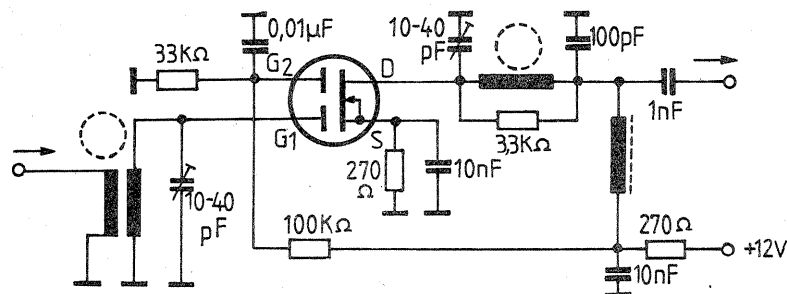 0,01µF
10-40
pF
100pF
33KΩ
G2
D
G1
S
1nF
3,3KΩ
270
Ω
10nF
10-40
pF
100KΩ
270Ω
+12V
10nF